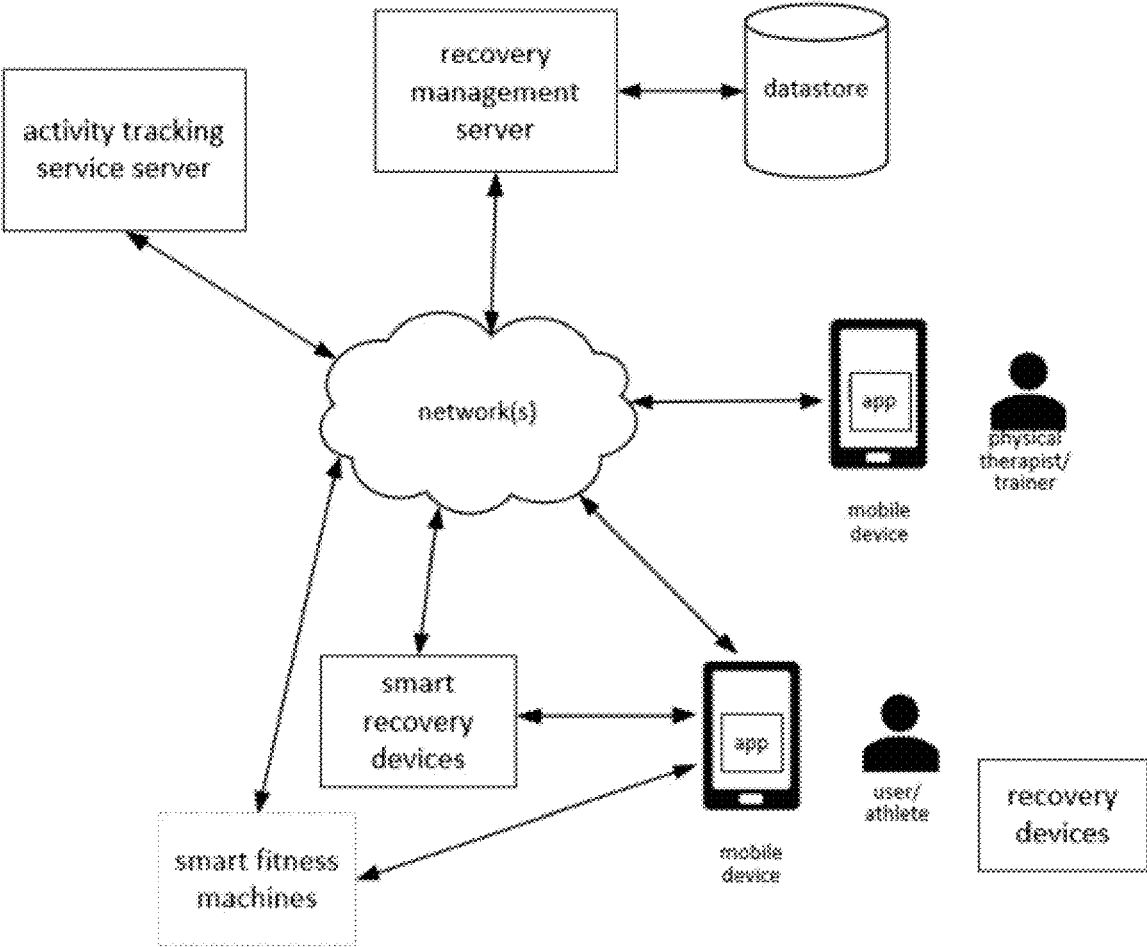 recovery
management
server
datastore
activity tracking
service server
network(s)
app
physical
therapist/
trainer
mobile
device
smart
recovery
devices
app
user/
athlete
recovery
devices
mobile
device
smart fitness
machines